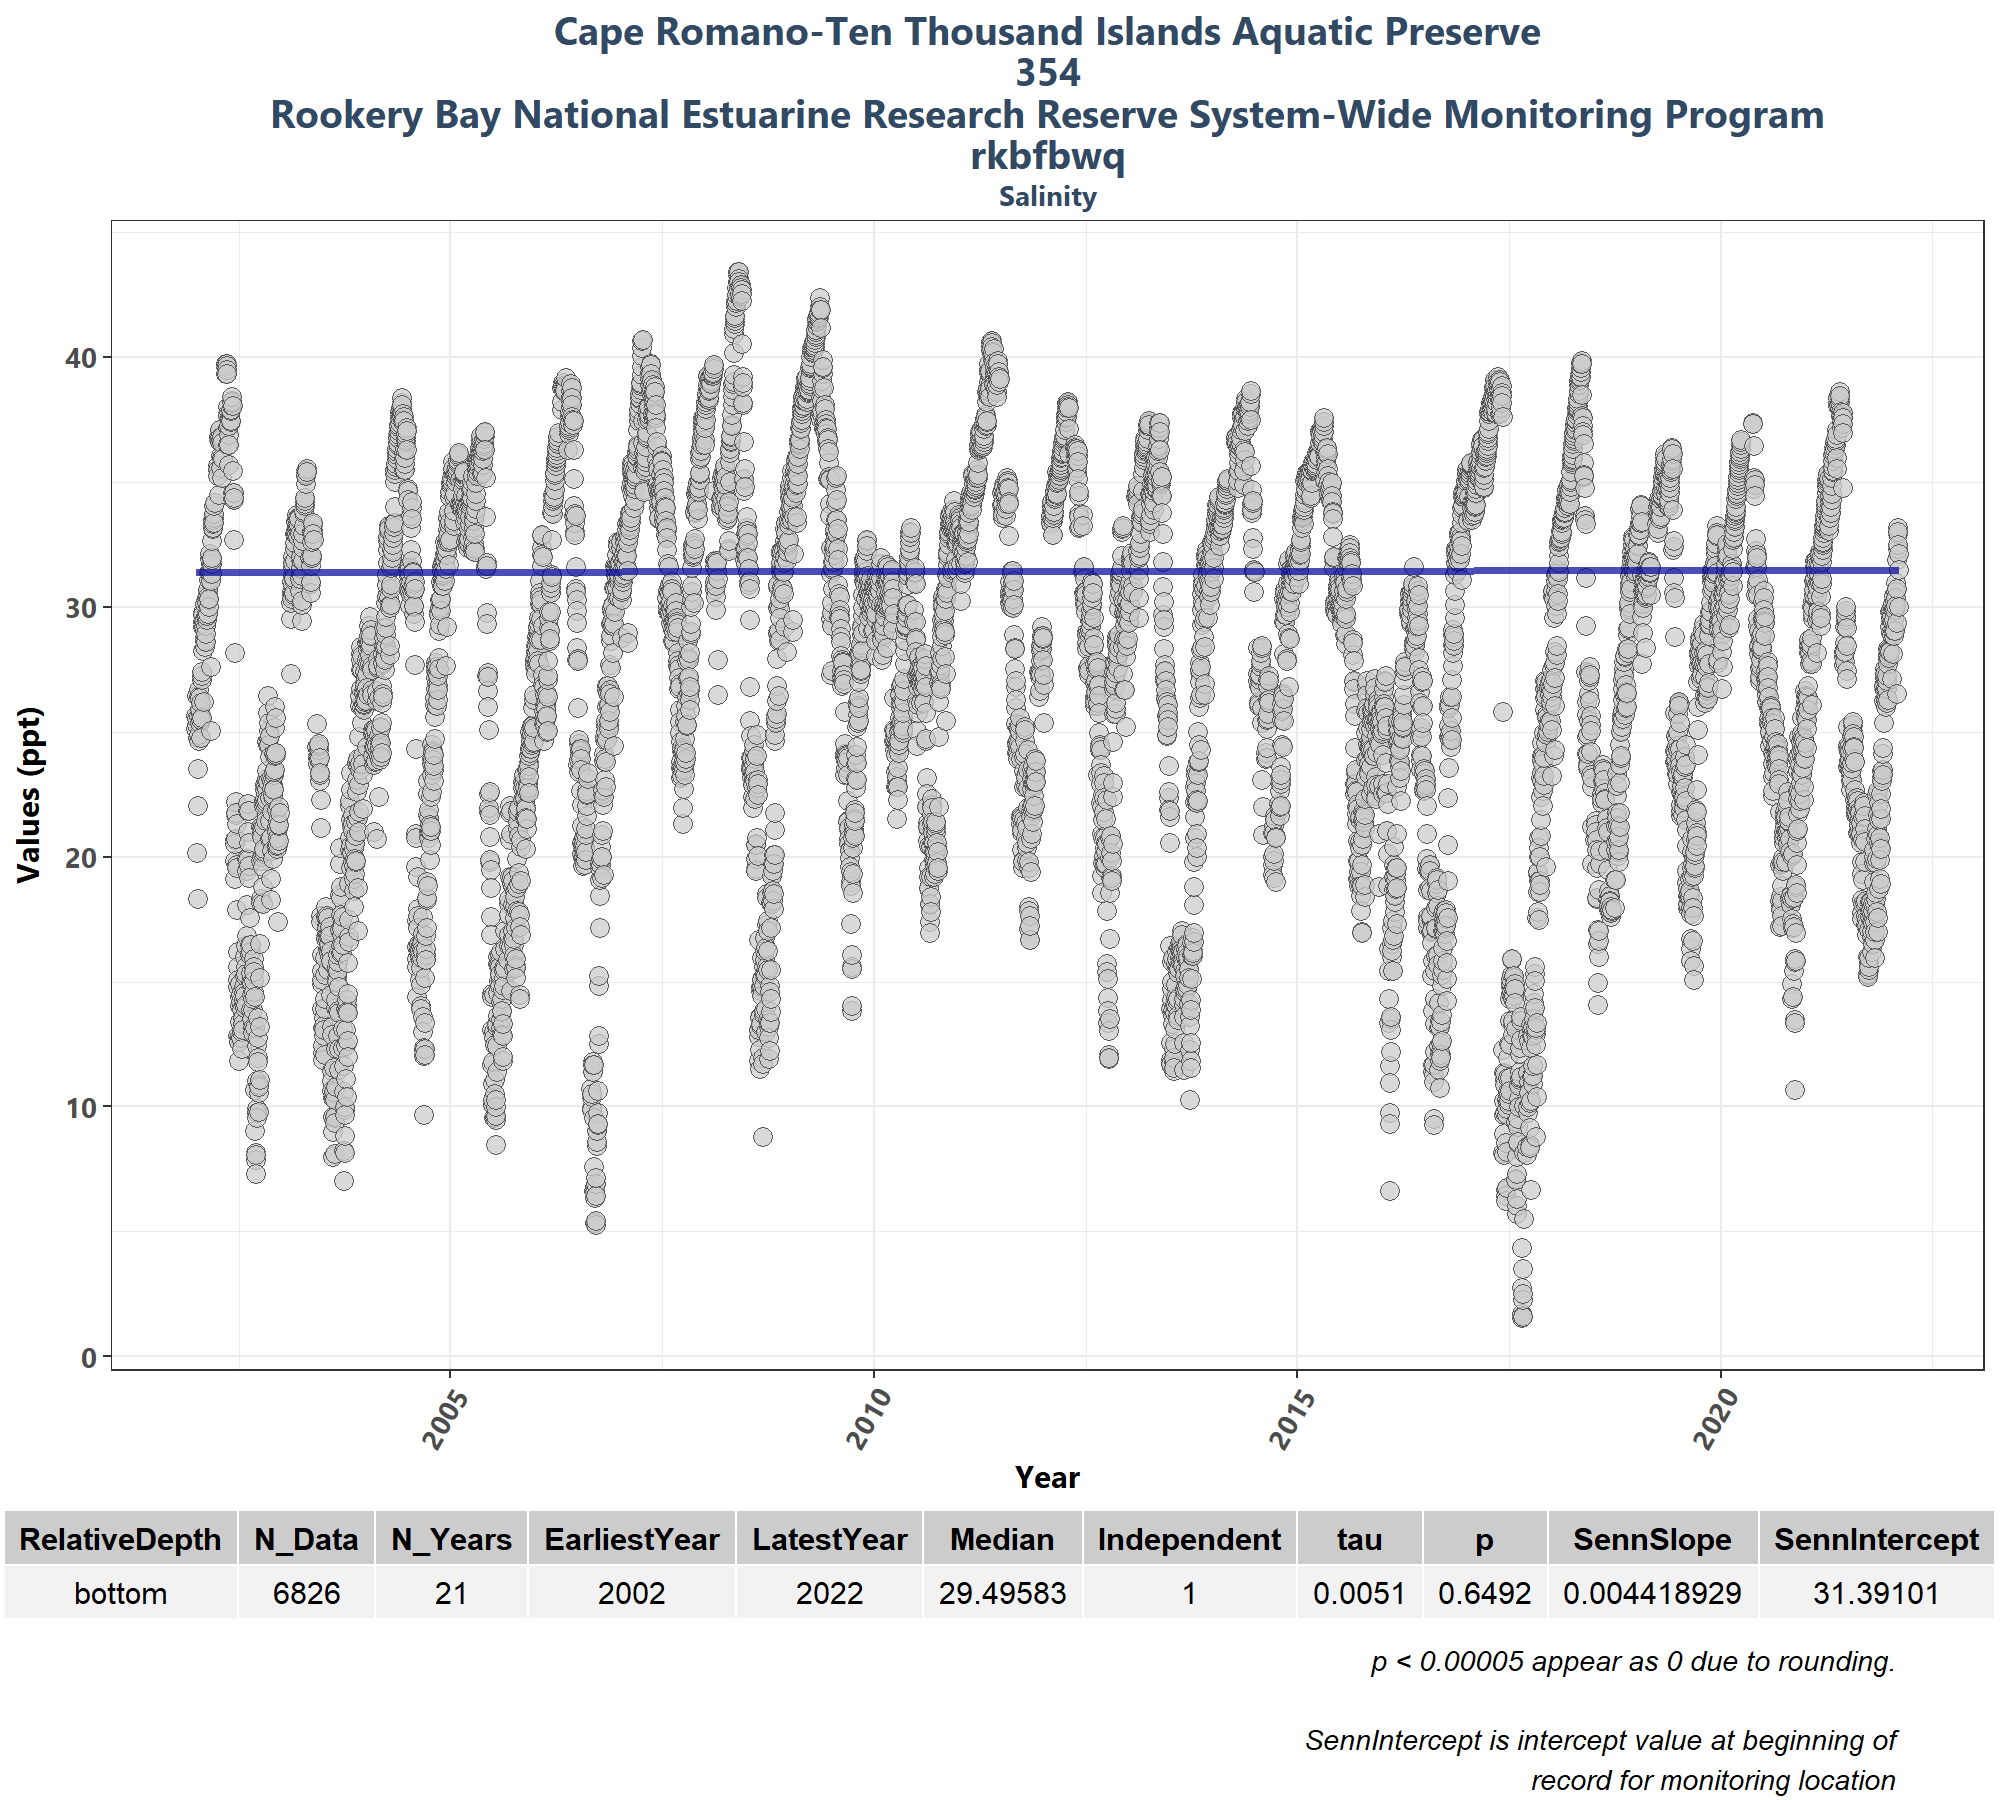 Cape Romano-Ten Thousand Islands Aquatic Preserve
354
Rookery Bay National Estuarine Research Reserve System-Wide Monitoring Program
rkbfbwq
Salinity
40
30
20
10
0
Values (ppt)
2005
2010
2015
2020
Year
RelativeDepth N_Data N_Years EarliestYear LatestYear Median Independent tau p SennSlope SennIntercept
bottom 6826 21 2002 2022 29.49583 1 0.0051 0.6492 0.004418929 31.39101
p < 0.00005 appear as 0 due to rounding.
SennIntercept is intercept value at beginning of
record for monitoring location